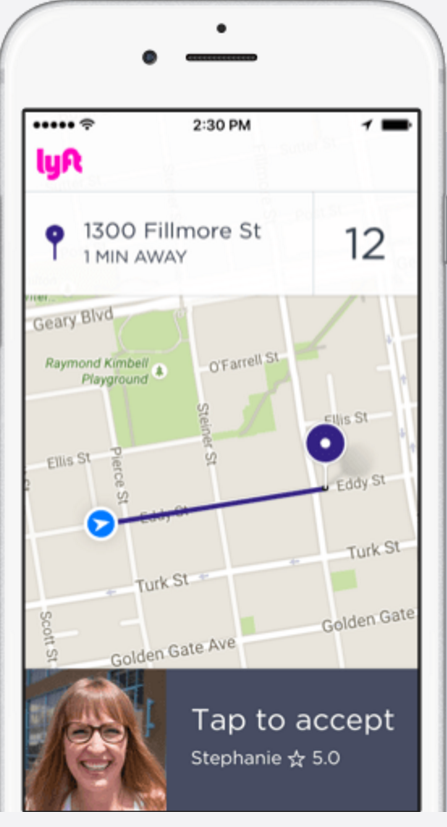 2:30 PM
lyft
1300 Fillmore St
1 MIN AWAY
12
Geary Blvd
Raymond Kimbell
Playground
O'Farrell St
Steiner St
Ellis St
Ellis St
Pierce St
Eddy St
Eddy St
Turk St
Turk St
Scott St
Golden Gate Ave
Golden Gate
Tap to accept
Stephanie ☆ 5.0